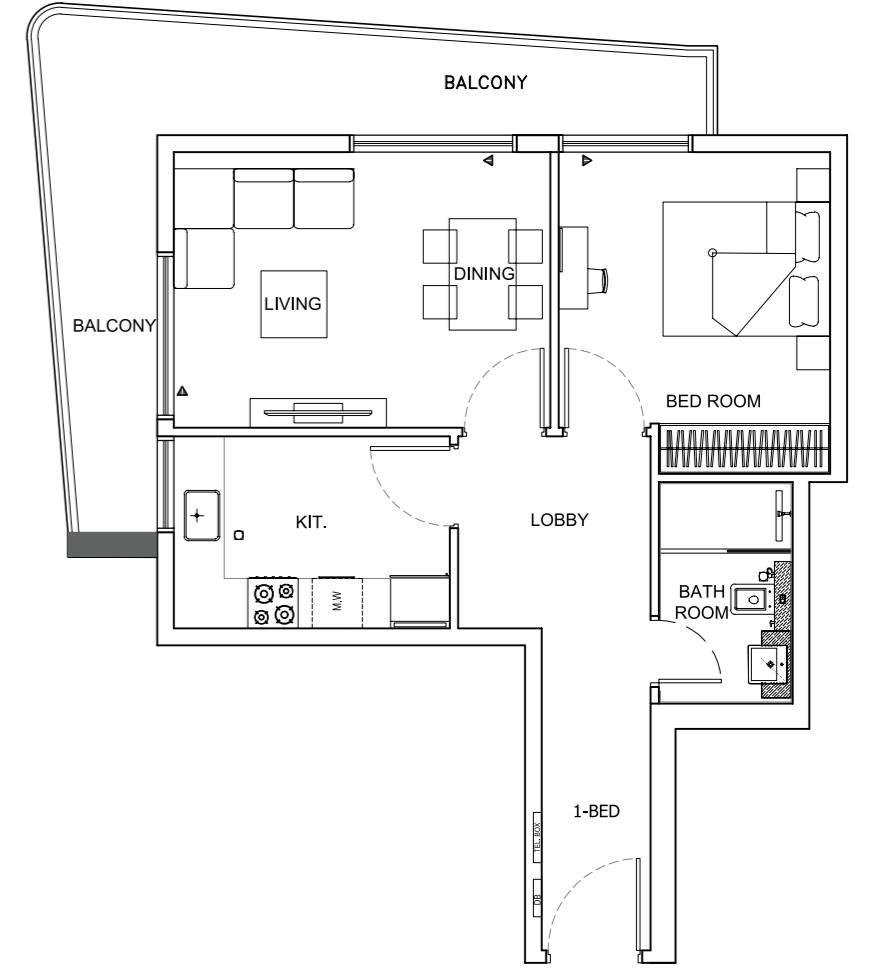 BALCONY
DINING
LIVING
BALCONY
BED ROOM
KIT.
LOBBY
BATH
ROOM
M.W
1-BED
TEL. BOX
DB